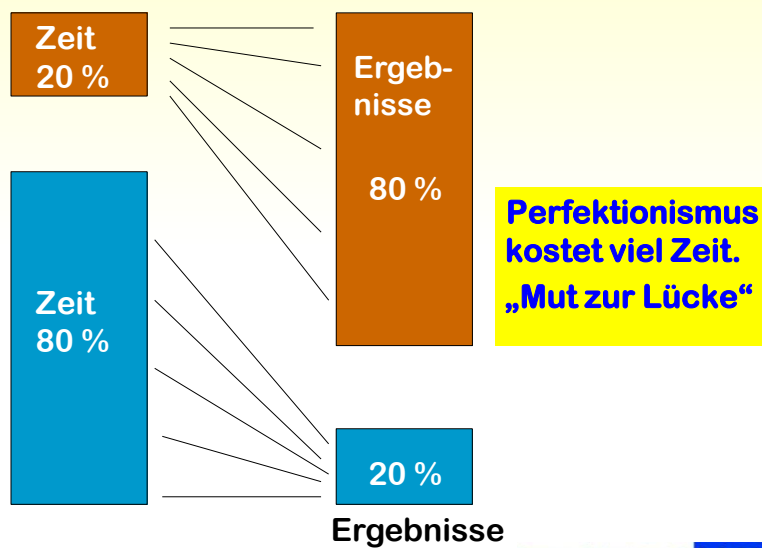 Zeit
20 %
Ergeb-
nisse
80 %
Perfektionismus
kostet viel Zeit.
„Mut zur Lücke“
Zeit
80 %
20 %
Ergebnisse